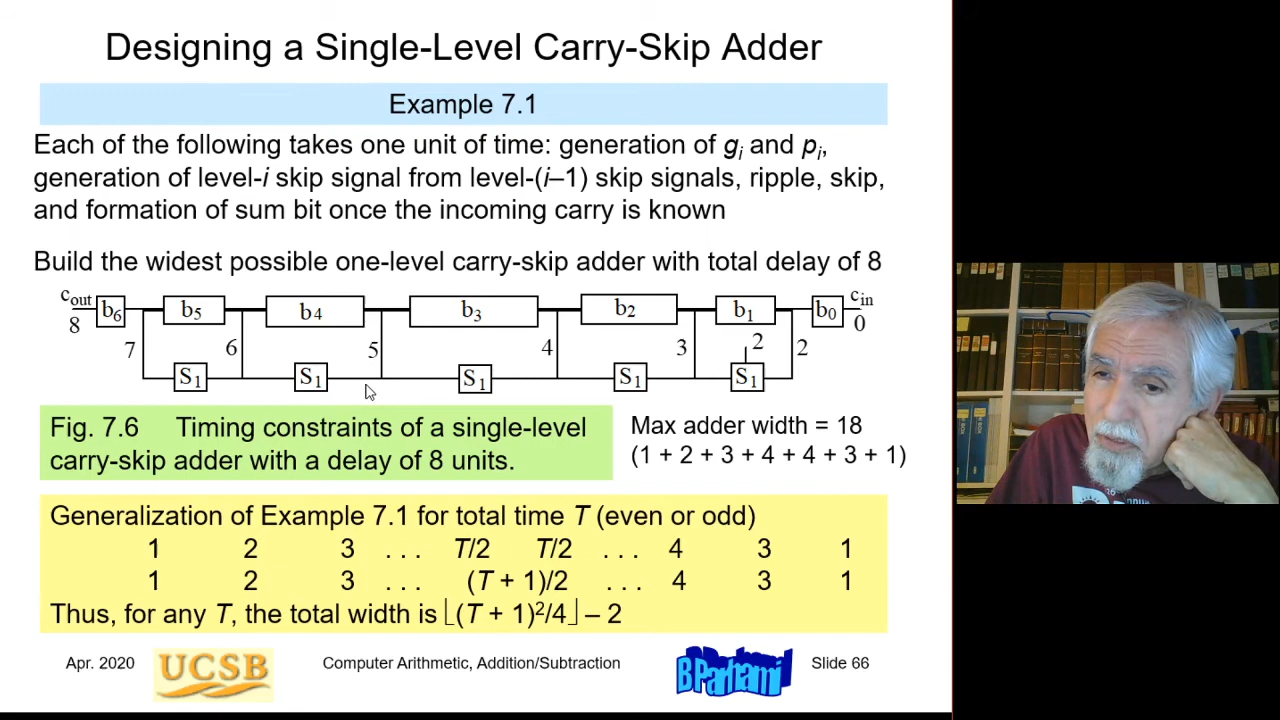 Designing a Single-Level Carry-Skip Adder
Example 7.1
Each of the following takes one unit of time: generation of gᵢ and pᵢ,
generation of level-i skip signal from level-(i–1) skip signals, ripple, skip,
and formation of sum bit once the incoming carry is known
Build the widest possible one-level carry-skip adder with total delay of 8
c_out b₆ b₅ b₄ b₃ b₂ b₁ b₀ c_in
8 7 6 5 4 3 2 2 0
S₁ S₁ S₁ S₁ S₁
Fig. 7.6 Timing constraints of a single-level
carry-skip adder with a delay of 8 units.
Max adder width = 18
(1 + 2 + 3 + 4 + 4 + 3 + 1)
Generalization of Example 7.1 for total time T (even or odd)
1 2 3 . . . T/2 T/2 . . . 4 3 1
1 2 3 . . . (T + 1)/2 . . . 4 3 1
Thus, for any T, the total width is ⌊(T + 1)²/4⌋ – 2
Apr. 2020
UCSB
Computer Arithmetic, Addition/Subtraction
B Parhami
Slide 66